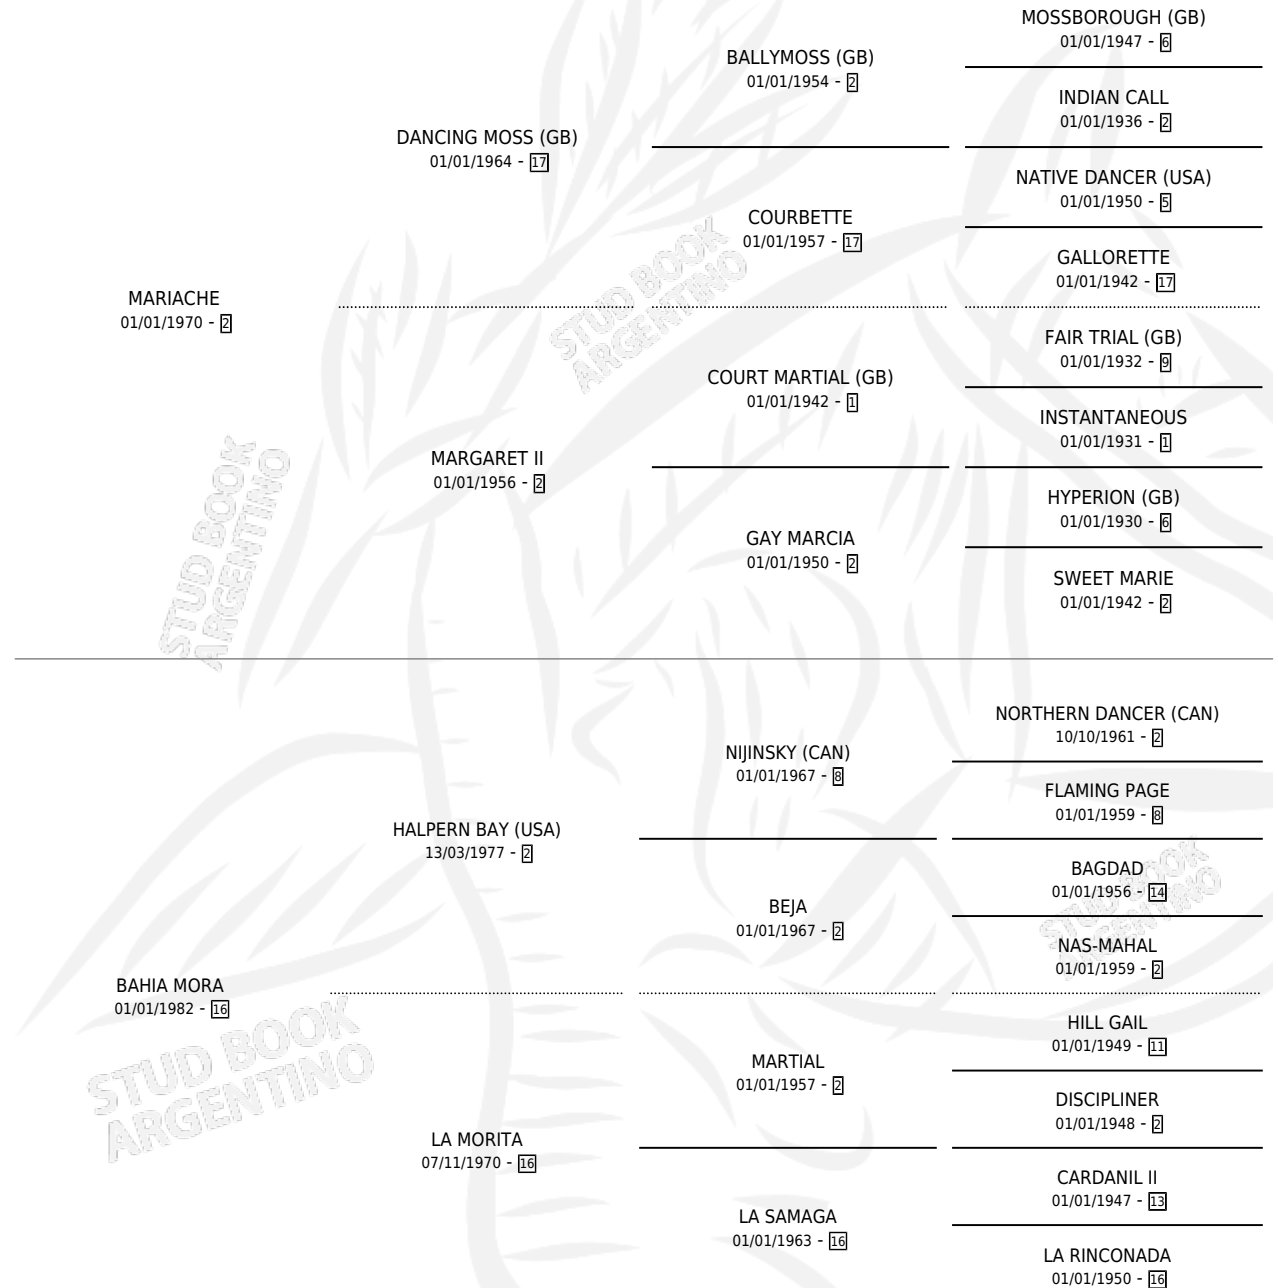 MOSSBOROUGH (GB)
01/01/1947 - 6
BALLYMOSS (GB)
01/01/1954 - 2
INDIAN CALL
01/01/1936 - 2
DANCING MOSS (GB)
01/01/1964 - 17
NATIVE DANCER (USA)
01/01/1950 - 5
COURBETTE
01/01/1957 - 17
GALLORETTE
01/01/1942 - 17
MARIACHE
01/01/1970 - 2
FAIR TRIAL (GB)
01/01/1932 - 9
COURT MARTIAL (GB)
01/01/1942 - 1
INSTANTANEOUS
01/01/1931 - 1
MARGARET II
01/01/1956 - 2
HYPERION (GB)
01/01/1930 - 6
GAY MARCIA
01/01/1950 - 2
SWEET MARIE
01/01/1942 - 2
STUD BOOK
ARGENTINO
STUD BOOK
ARGENTINO
NORTHERN DANCER (CAN)
10/10/1961 - 2
NIJINSKY (CAN)
01/01/1967 - 8
FLAMING PAGE
01/01/1959 - 8
HALPERN BAY (USA)
13/03/1977 - 2
BAGDAD
01/01/1956 - 14
BEJA
01/01/1967 - 2
NAS-MAHAL
01/01/1959 - 2
BAHIA MORA
01/01/1982 - 16
HILL GAIL
01/01/1949 - 11
MARTIAL
01/01/1957 - 2
DISCIPLINER
01/01/1948 - 2
LA MORITA
07/11/1970 - 16
CARDANIL II
01/01/1947 - 13
LA SAMAGA
01/01/1963 - 16
LA RINCONADA
01/01/1950 - 16
STUD BOOK
ARGENTINO
STUD BOOK
ARGENTINO